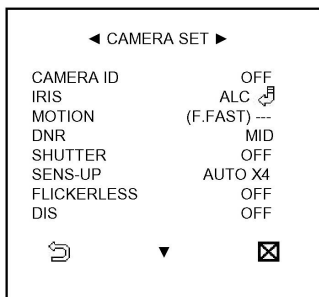 ◄ CAMERA SET ►
CAMERA ID OFF
IRIS ALC
MOTION (F.FAST) ---
DNR MID
SHUTTER OFF
SENS-UP AUTO X4
FLICKERLESS OFF
DIS OFF